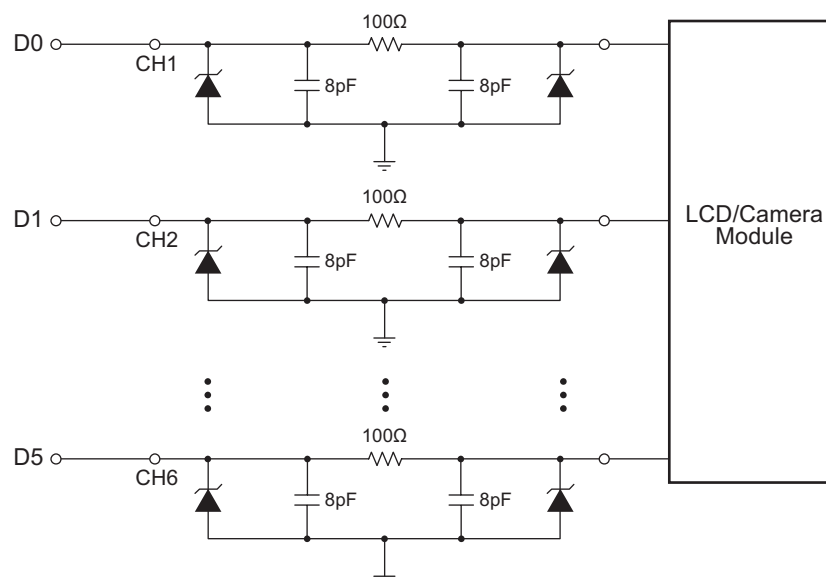 100Ω
D0
CH1
8pF
8pF
100Ω
D1
CH2
8pF
8pF
LCD/Camera
Module
100Ω
D5
CH6
8pF
8pF